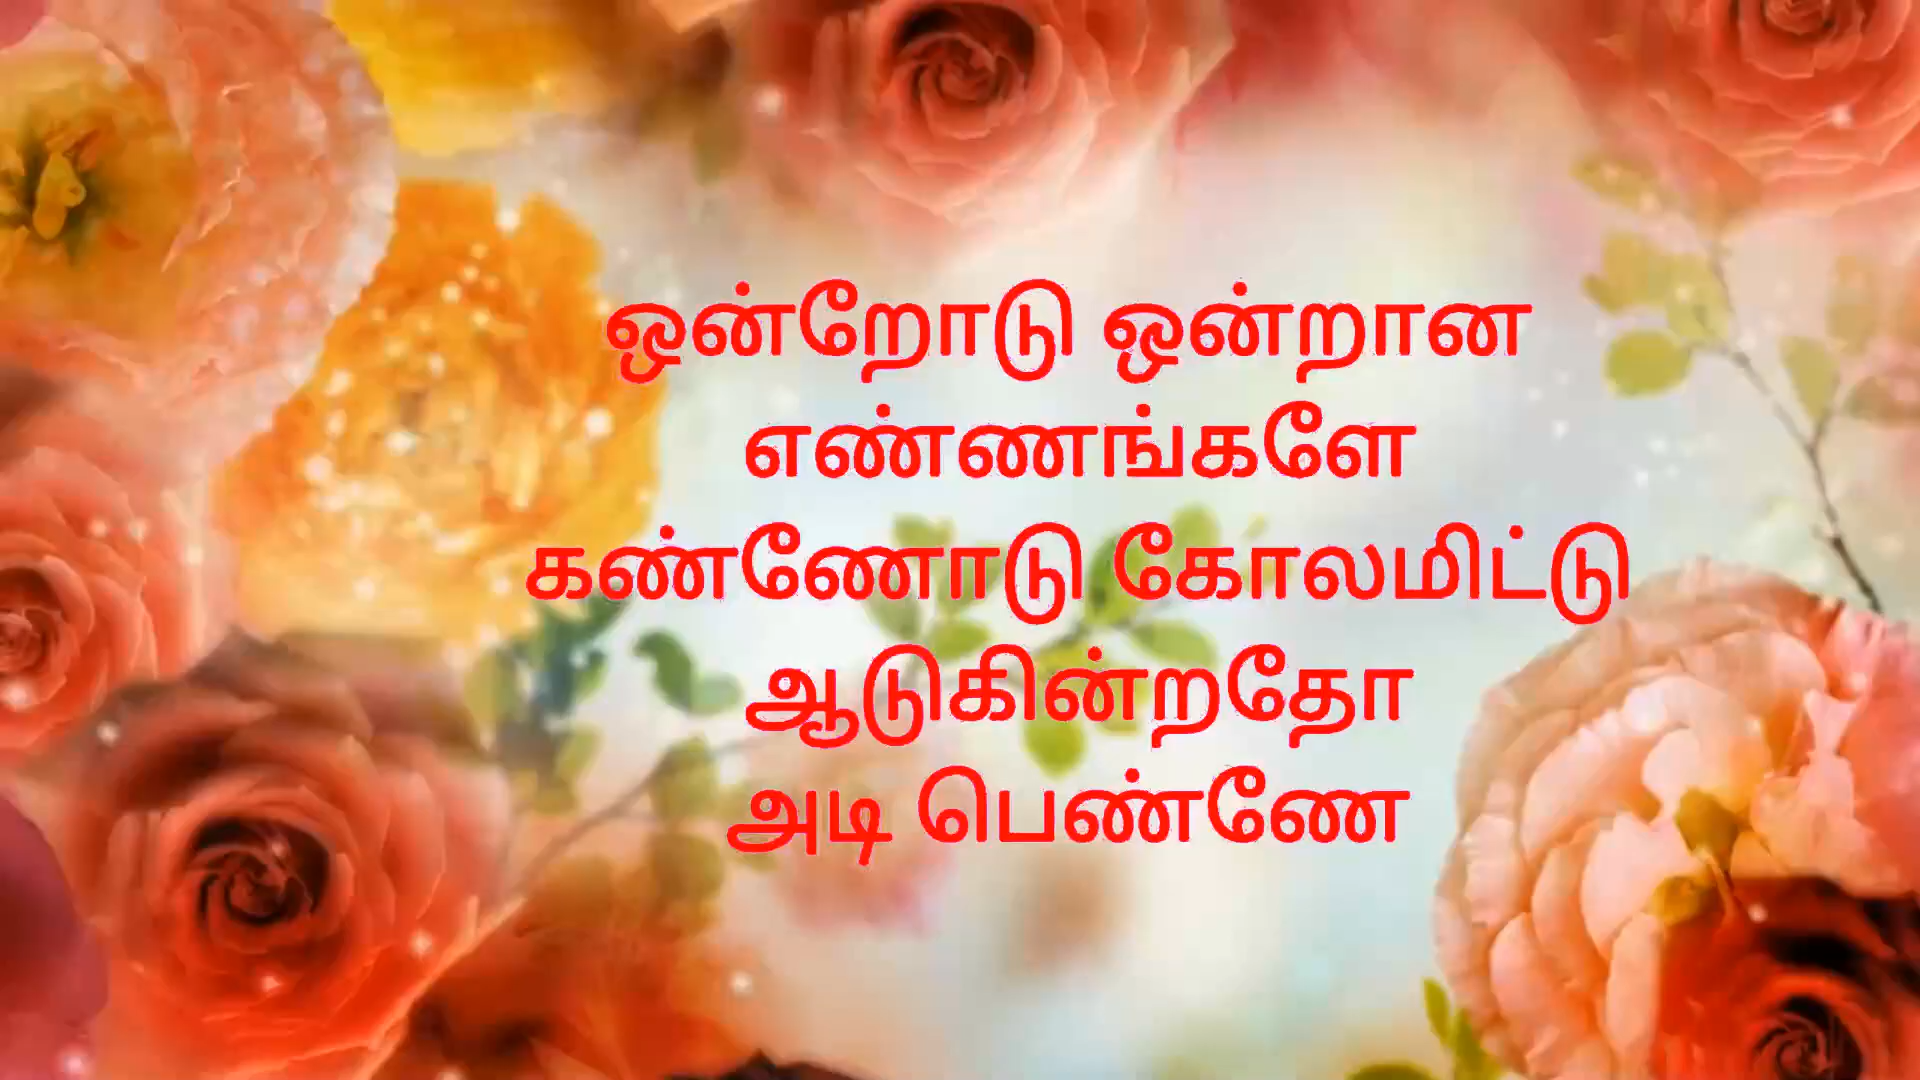 ஒன்றோடு ஒன்றான
எண்ணங்களே
கண்ணோடு கோலமிட்டு
ஆடுகின்றதோ
அடி பெண்ணே